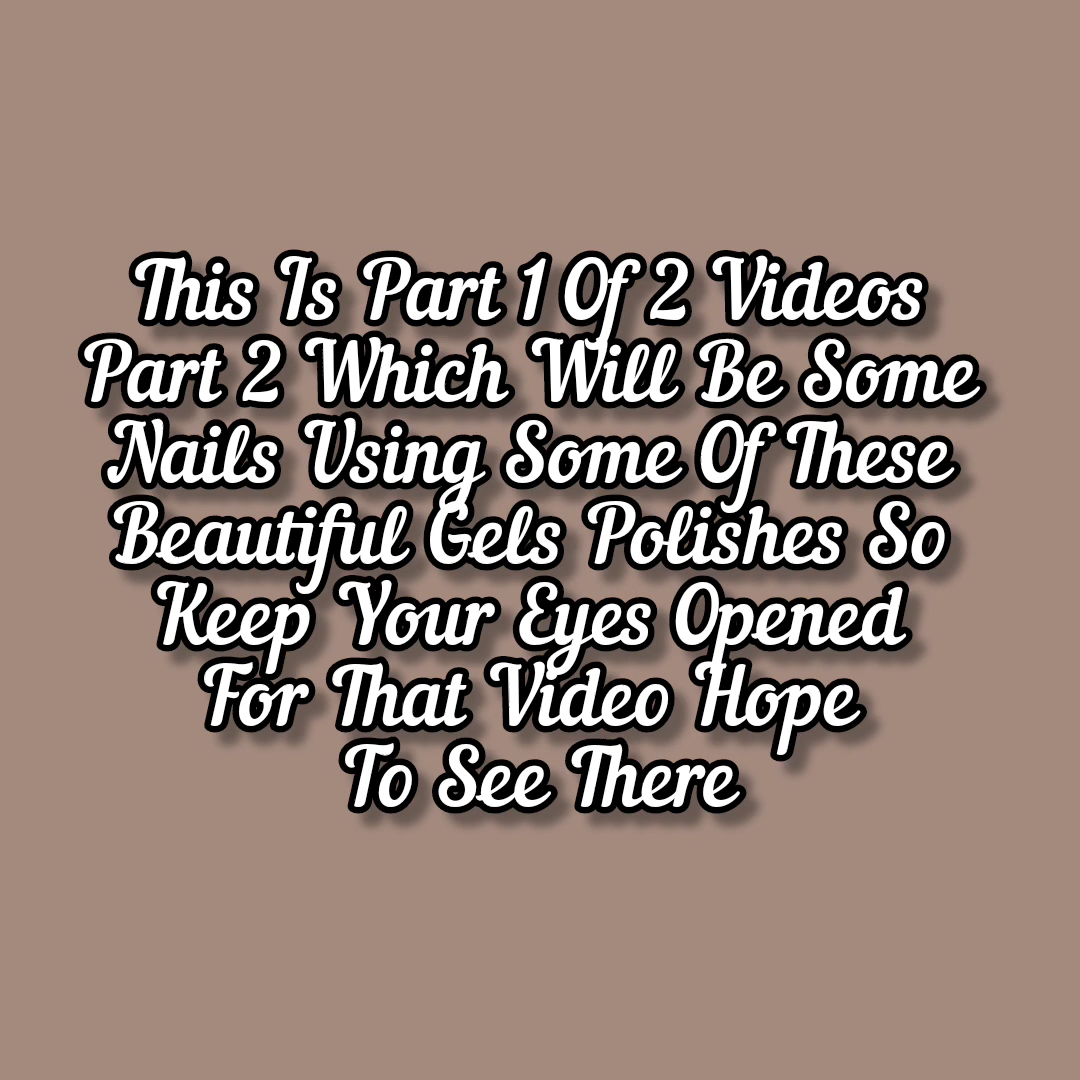 This Is Part 1 Of 2 Videos
Part 2 Which Will Be Some
Nails Using Some Of These
Beautiful Gels Polishes So
Keep Your Eyes Opened
For That Video Hope
To See There